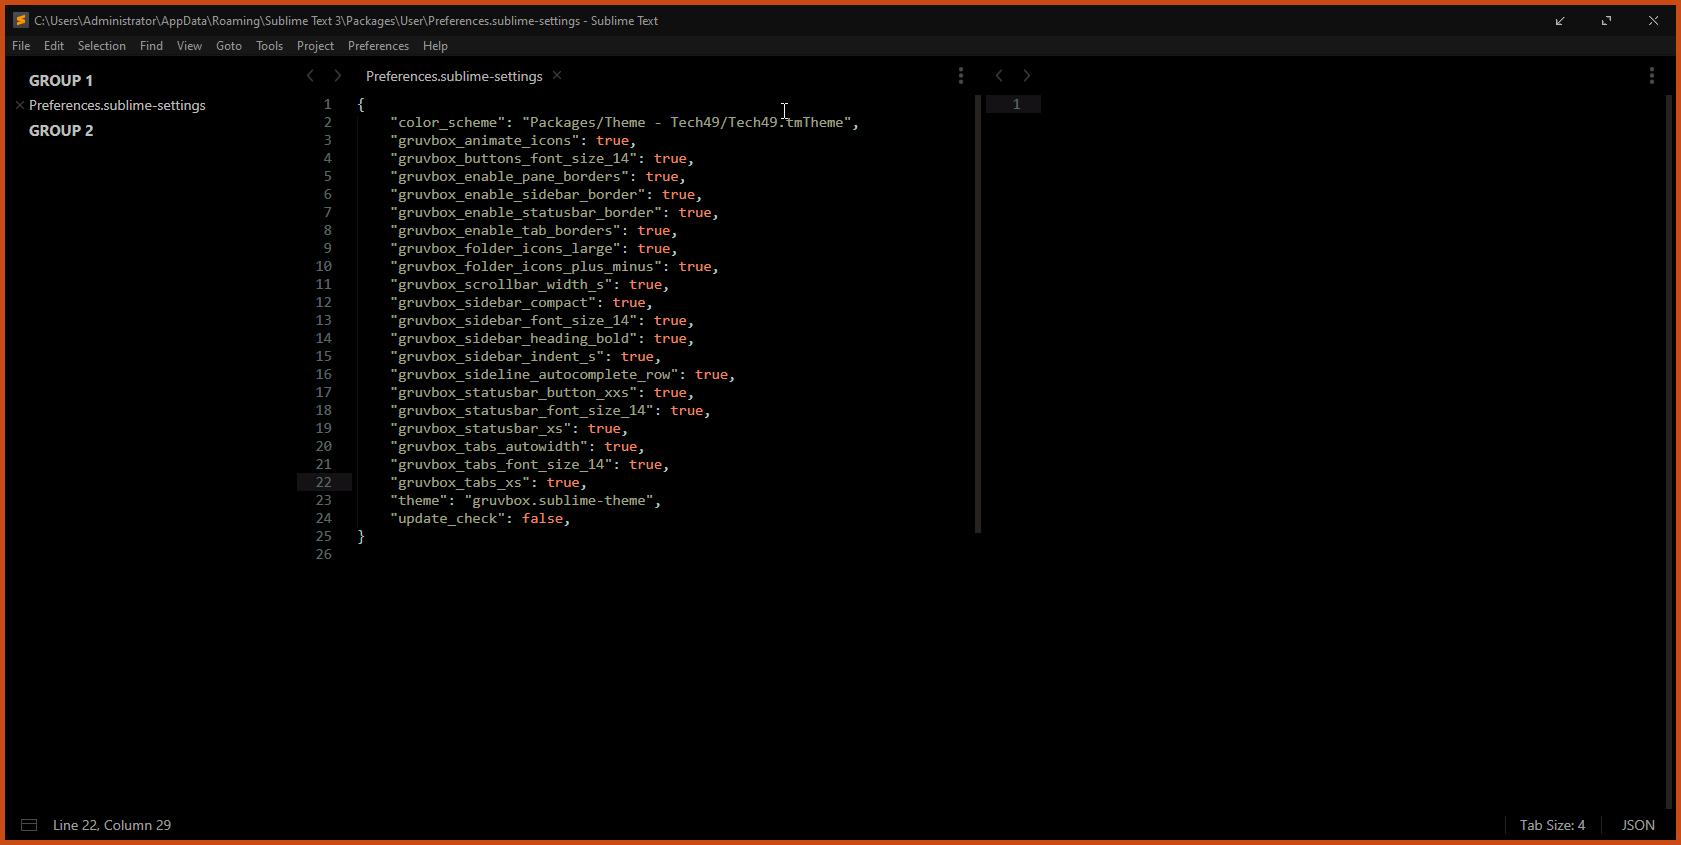 C:\Users\Administrator\AppData\Roaming\Sublime Text 3\Packages\User\Preferences.sublime-settings - Sublime Text
File Edit Selection Find View Goto Tools Project Preferences Help
GROUP 1
Preferences.sublime-settings
GROUP 2
Preferences.sublime-settings
1 {
2 "color_scheme": "Packages/Theme - Tech49/Tech49.tmTheme",
3 "gruvbox_animate_icons": true,
4 "gruvbox_buttons_font_size_14": true,
5 "gruvbox_enable_pane_borders": true,
6 "gruvbox_enable_sidebar_border": true,
7 "gruvbox_enable_statusbar_border": true,
8 "gruvbox_enable_tab_borders": true,
9 "gruvbox_folder_icons_large": true,
10 "gruvbox_folder_icons_plus_minus": true,
11 "gruvbox_scrollbar_width_s": true,
12 "gruvbox_sidebar_compact": true,
13 "gruvbox_sidebar_font_size_14": true,
14 "gruvbox_sidebar_heading_bold": true,
15 "gruvbox_sidebar_indent_s": true,
16 "gruvbox_sideline_autocomplete_row": true,
17 "gruvbox_statusbar_button_xxs": true,
18 "gruvbox_statusbar_font_size_14": true,
19 "gruvbox_statusbar_xs": true,
20 "gruvbox_tabs_autowidth": true,
21 "gruvbox_tabs_font_size_14": true,
22 "gruvbox_tabs_xs": true,
23 "theme": "gruvbox.sublime-theme",
24 "update_check": false,
25 }
26
1
Line 22, Column 29
Tab Size: 4
JSON